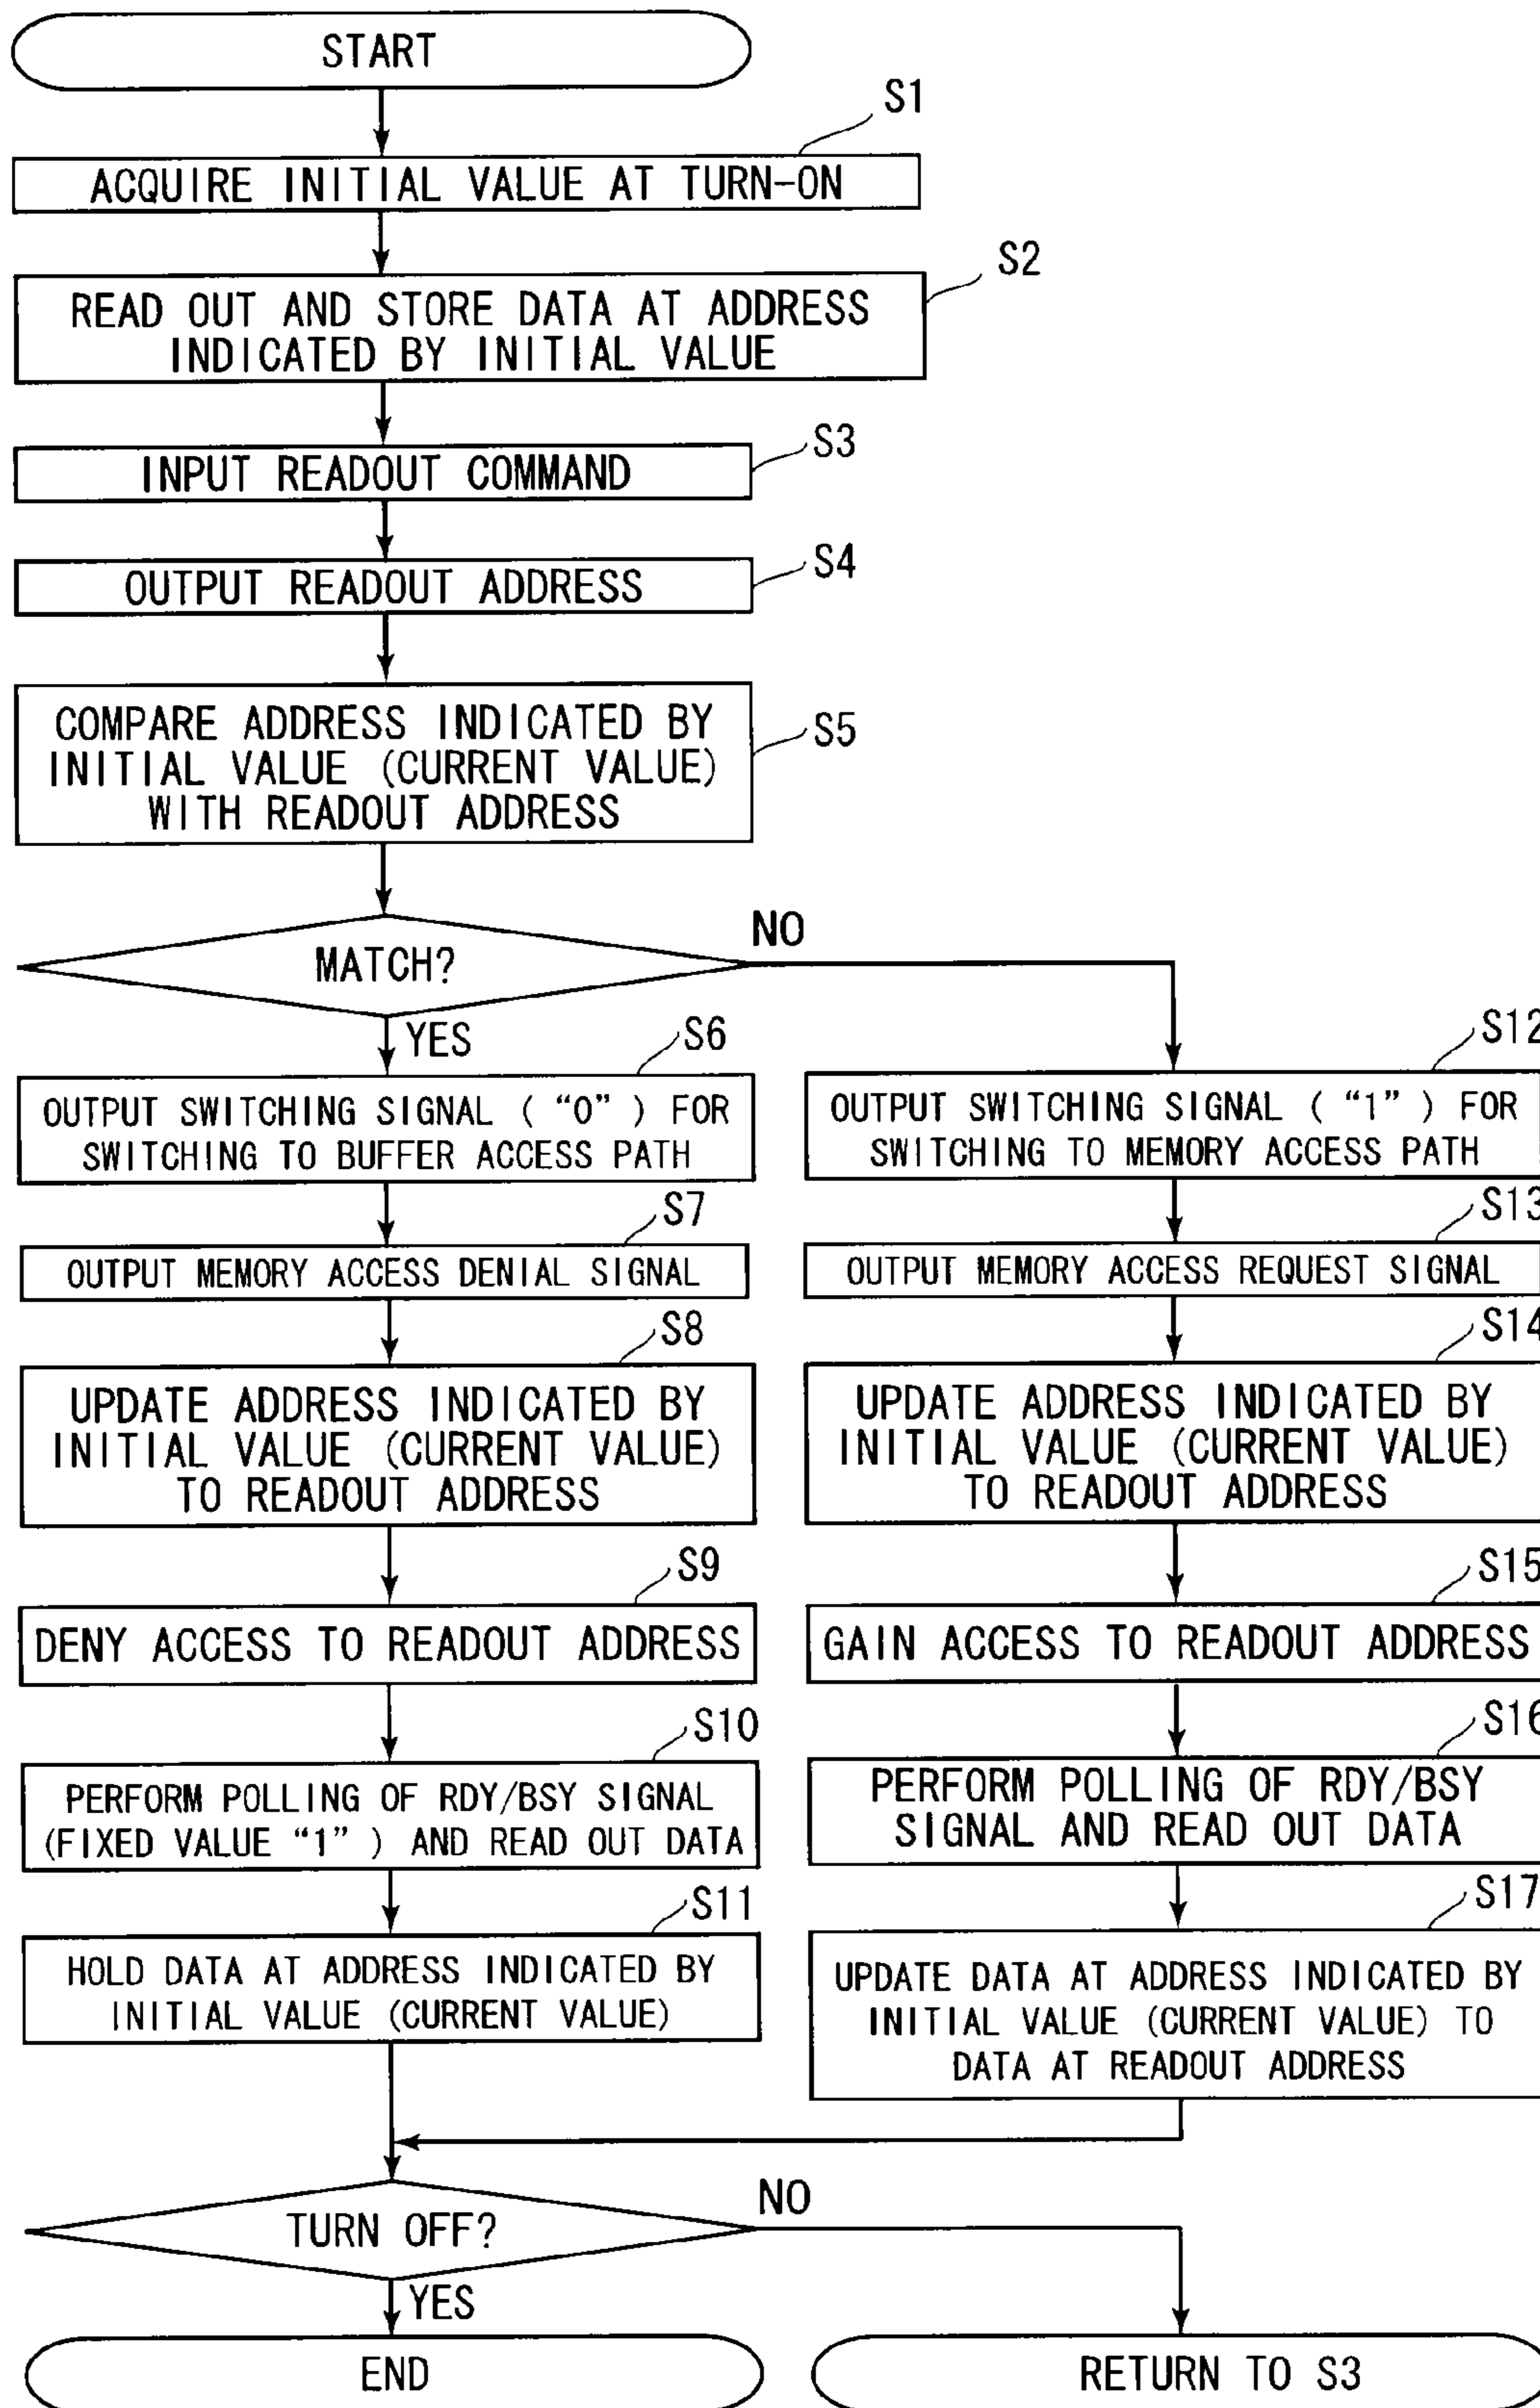 START
S1
ACQUIRE INITIAL VALUE AT TURN-ON
S2
READ OUT AND STORE DATA AT ADDRESS
INDICATED BY INITIAL VALUE
S3
INPUT READOUT COMMAND
S4
OUTPUT READOUT ADDRESS
S5
COMPARE ADDRESS INDICATED BY
INITIAL VALUE (CURRENT VALUE)
WITH READOUT ADDRESS
MATCH?
NO
YES
S6
OUTPUT SWITCHING SIGNAL ( “0” ) FOR
SWITCHING TO BUFFER ACCESS PATH
S7
OUTPUT MEMORY ACCESS DENIAL SIGNAL
S8
UPDATE ADDRESS INDICATED BY
INITIAL VALUE (CURRENT VALUE)
TO READOUT ADDRESS
S9
DENY ACCESS TO READOUT ADDRESS
S10
PERFORM POLLING OF RDY/BSY SIGNAL
(FIXED VALUE “1” ) AND READ OUT DATA
S11
HOLD DATA AT ADDRESS INDICATED BY
INITIAL VALUE (CURRENT VALUE)
S12
OUTPUT SWITCHING SIGNAL ( “1” ) FOR
SWITCHING TO MEMORY ACCESS PATH
S13
OUTPUT MEMORY ACCESS REQUEST SIGNAL
S14
UPDATE ADDRESS INDICATED BY
INITIAL VALUE (CURRENT VALUE)
TO READOUT ADDRESS
S15
GAIN ACCESS TO READOUT ADDRESS
S16
PERFORM POLLING OF RDY/BSY
SIGNAL AND READ OUT DATA
S17
UPDATE DATA AT ADDRESS INDICATED BY
INITIAL VALUE (CURRENT VALUE) TO
DATA AT READOUT ADDRESS
TURN OFF?
NO
YES
END
RETURN TO S3